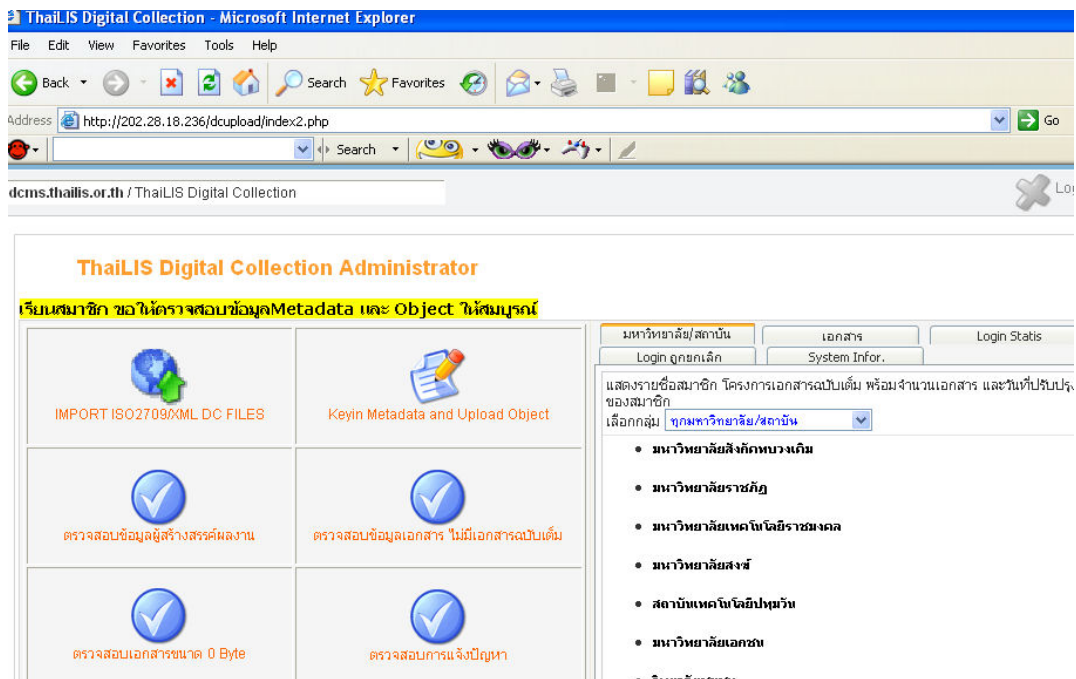 ThaiLIS Digital Collection - Microsoft Internet Explorer
File Edit View Favorites Tools Help
Back Search Favorites
Address http://202.28.18.236/dcupload/index2.php Go
Search
dcms.thailis.or.th / ThaiLIS Digital Collection
ThaiLIS Digital Collection Administrator
เรียนสมาชิก ขอให้ตรวจสอบข้อมูลMetadata และ Object ให้สมบูรณ์
IMPORT ISO2709/XML DC FILES
Keyin Metadata and Upload Object
ตรวจสอบข้อมูลผู้สร้างสรรค์ผลงาน
ตรวจสอบข้อมูลเอกสาร ไม่มีเอกสารฉบับเต็ม
ตรวจสอบเอกสารขนาด 0 Byte
ตรวจสอบการแจ้งปัญหา
มหาวิทยาลัย/สถาบัน เอกสาร Login Statis
Login ถูกยกเลิก System Infor.
แสดงรายชื่อสมาชิก โครงการเอกสารฉบับเต็ม พร้อมจำนวนเอกสาร และวันที่ปรับปรุง
ของสมาชิก
เลือกกลุ่ม ทุกมหาวิทยาลัย/สถาบัน
มหาวิทยาลัยสังกัดทบวงเดิม
มหาวิทยาลัยราชภัฏ
มหาวิทยาลัยเทคโนโลยีราชมงคล
มหาวิทยาลัยสงฆ์
สถาบันเทคโนโลยีปทุมวัน
มหาวิทยาลัยเอกชน